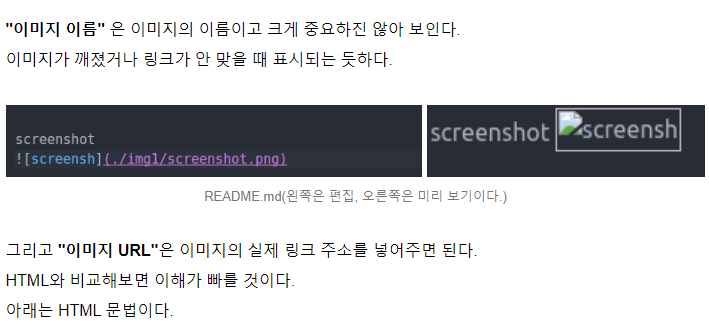 "이미지 이름" 은 이미지의 이름이고 크게 중요하진 않아 보인다.
이미지가 깨졌거나 링크가 안 맞을 때 표시되는 듯하다.
screenshot
![screensh](./img1/screenshot.png)
screenshot screensh
README.md(왼쪽은 편집, 오른쪽은 미리 보기이다.)
그리고 "이미지 URL"은 이미지의 실제 링크 주소를 넣어주면 된다.
HTML와 비교해보면 이해가 빠를 것이다.
아래는 HTML 문법이다.